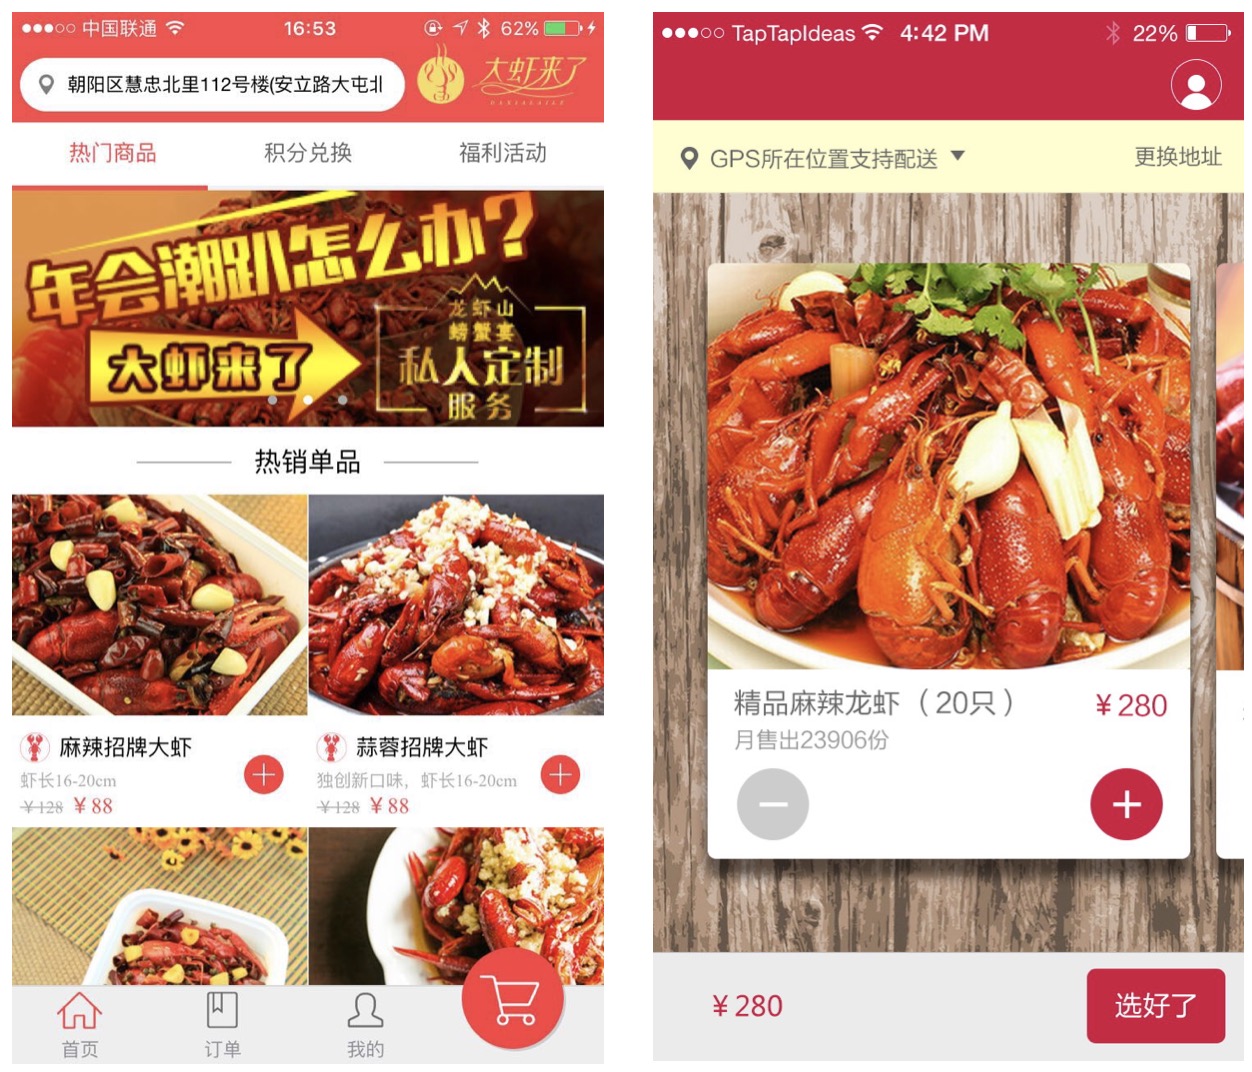 中国联通
16:53
62%
朝阳区慧忠北里112号楼(安立路大屯北
大虾来了
DAXIALAILE
热门商品
积分兑换
福利活动
年会潮趴怎么办?
大虾来了
龙虾山
螃蟹宴
私人定制
服务
热销单品
麻辣招牌大虾
虾长16-20cm
￥128 ￥88
蒜蓉招牌大虾
独创新口味，虾长16-20cm
￥128 ￥88
首页
订单
我的
TapTapIdeas
4:42 PM
22%
GPS所在位置支持配送
更换地址
精品麻辣龙虾（20只）
￥280
月售出23906份
￥280
选好了